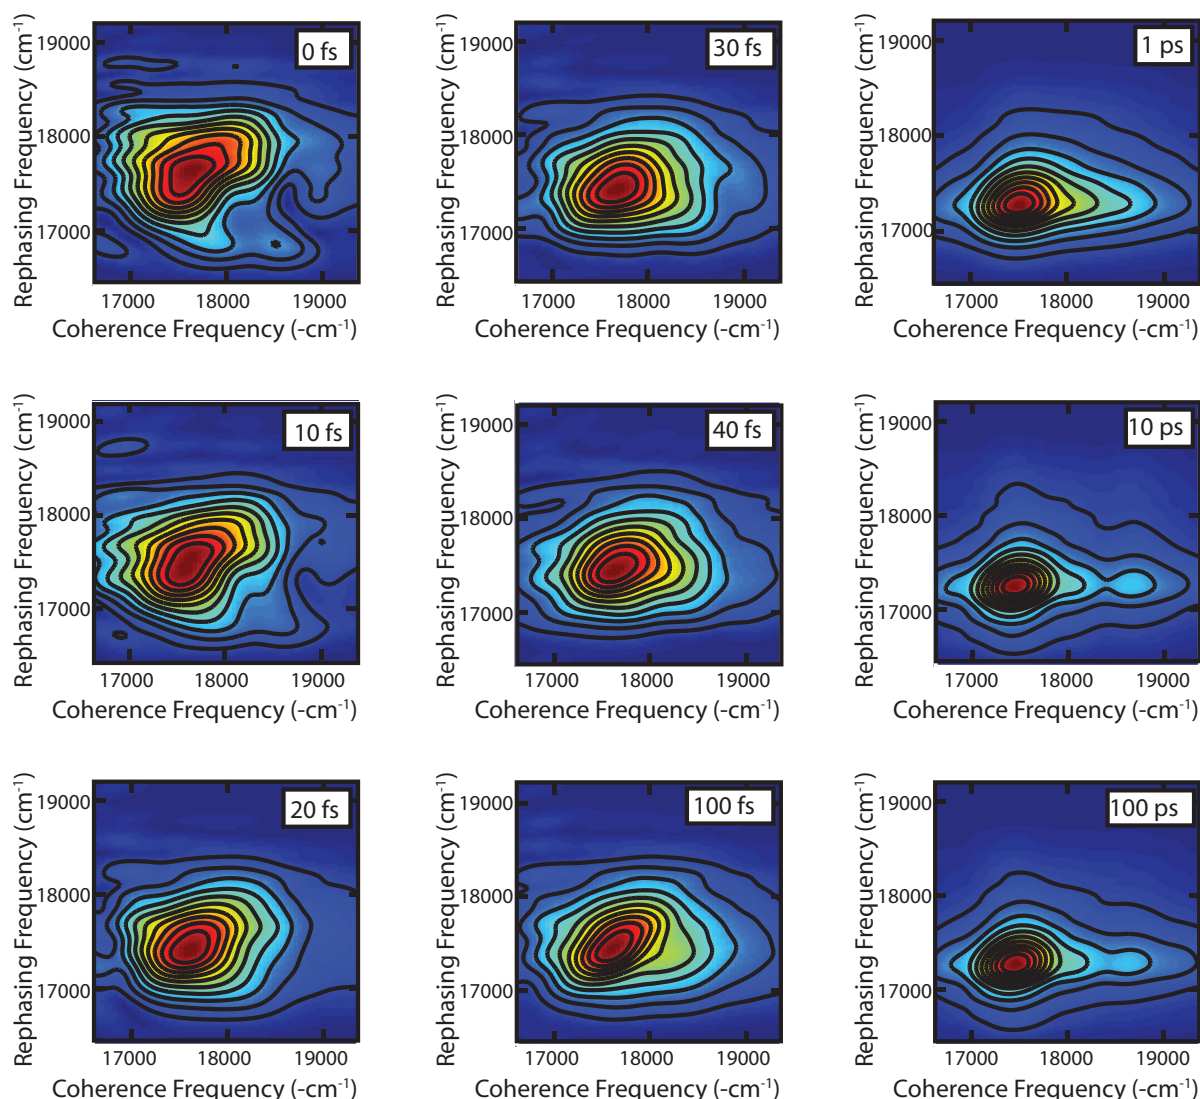 0 fs
19000
18000
17000
Rephasing Frequency (cm-1)
17000 18000 19000
Coherence Frequency (-cm-1)
30 fs
19000
18000
17000
Rephasing Frequency (cm-1)
17000 18000 19000
Coherence Frequency (-cm-1)
1 ps
19000
18000
17000
Rephasing Frequency (cm-1)
17000 18000 19000
Coherence Frequency (-cm-1)
10 fs
19000
18000
17000
Rephasing Frequency (cm-1)
17000 18000 19000
Coherence Frequency (-cm-1)
40 fs
19000
18000
17000
Rephasing Frequency (cm-1)
17000 18000 19000
Coherence Frequency (-cm-1)
10 ps
19000
18000
17000
Rephasing Frequency (cm-1)
17000 18000 19000
Coherence Frequency (-cm-1)
20 fs
19000
18000
17000
Rephasing Frequency (cm-1)
17000 18000 19000
Coherence Frequency (-cm-1)
100 fs
19000
18000
17000
Rephasing Frequency (cm-1)
17000 18000 19000
Coherence Frequency (-cm-1)
100 ps
19000
18000
17000
Rephasing Frequency (cm-1)
17000 18000 19000
Coherence Frequency (-cm-1)